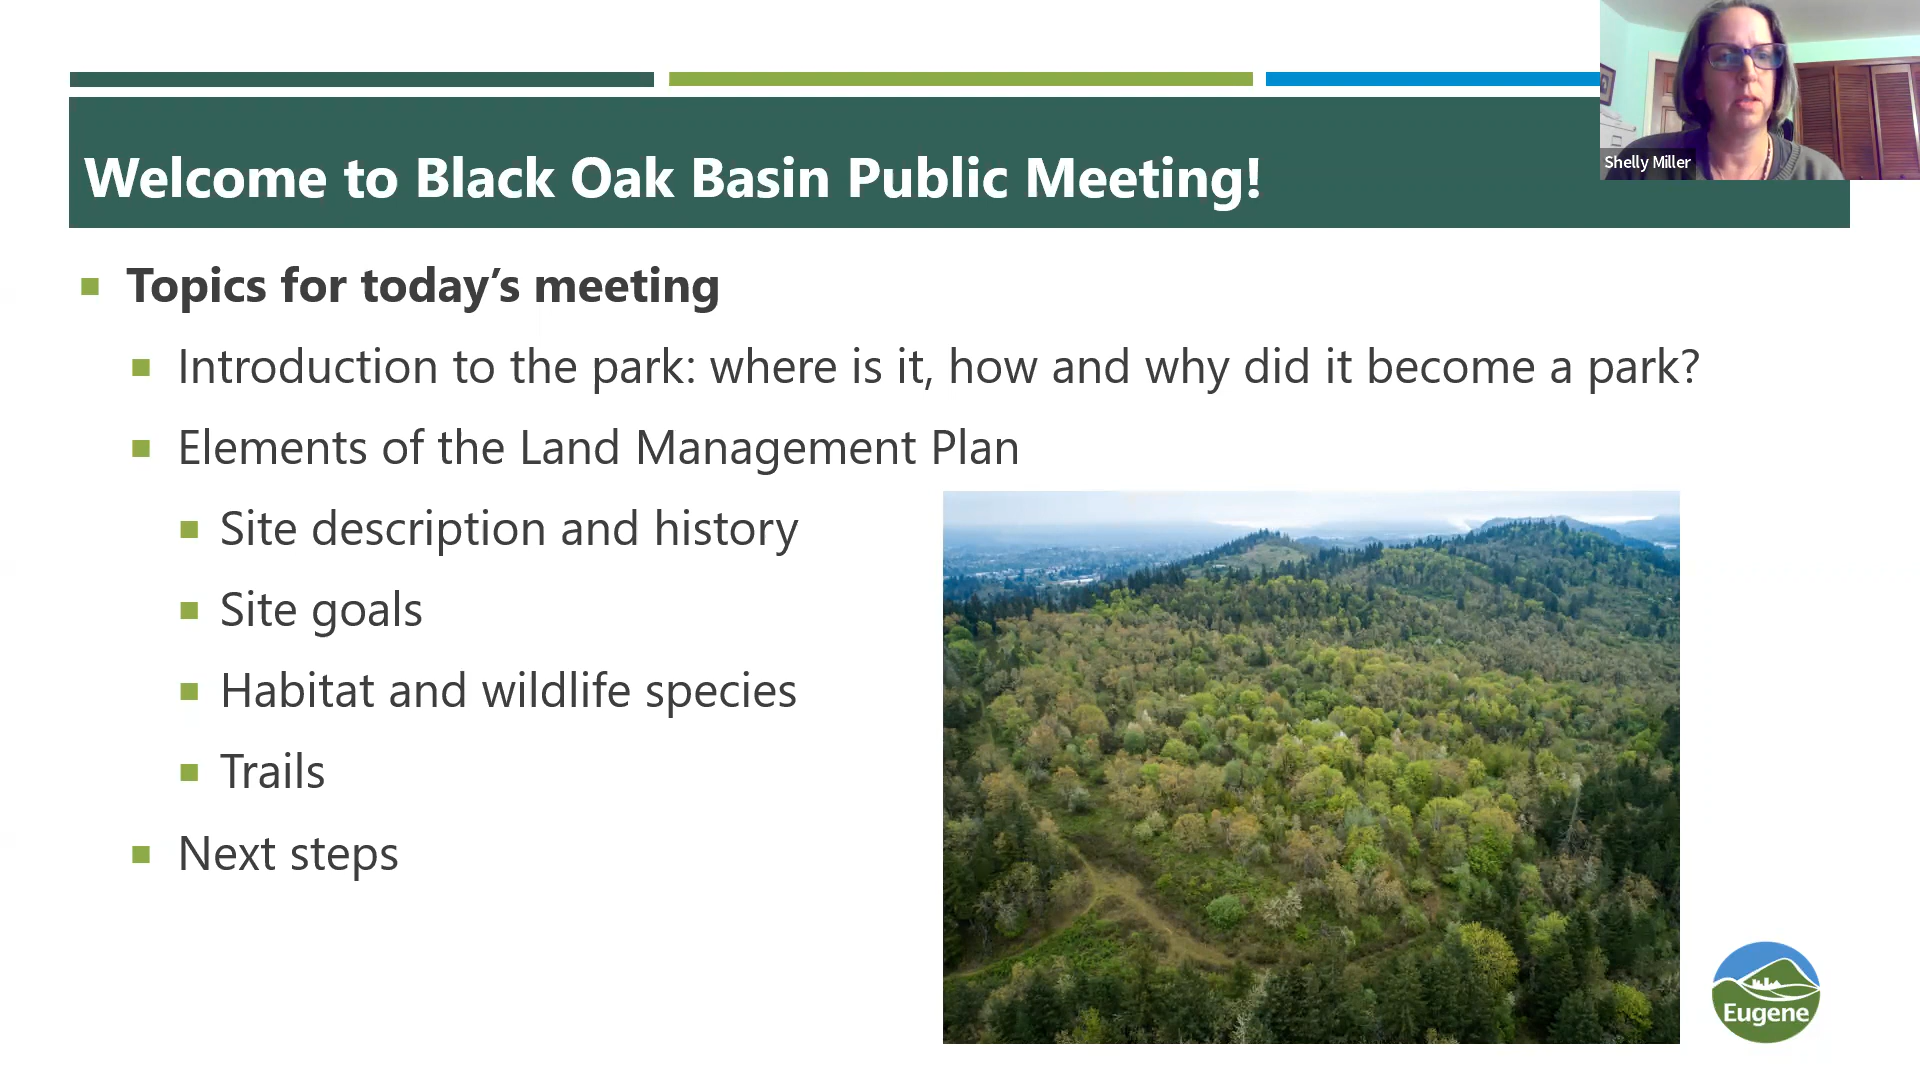 Welcome to Black Oak Basin Public Meeting!
Shelly Miller
Topics for today’s meeting
Introduction to the park: where is it, how and why did it become a park?
Elements of the Land Management Plan
Site description and history
Site goals
Habitat and wildlife species
Trails
Next steps
Eugene